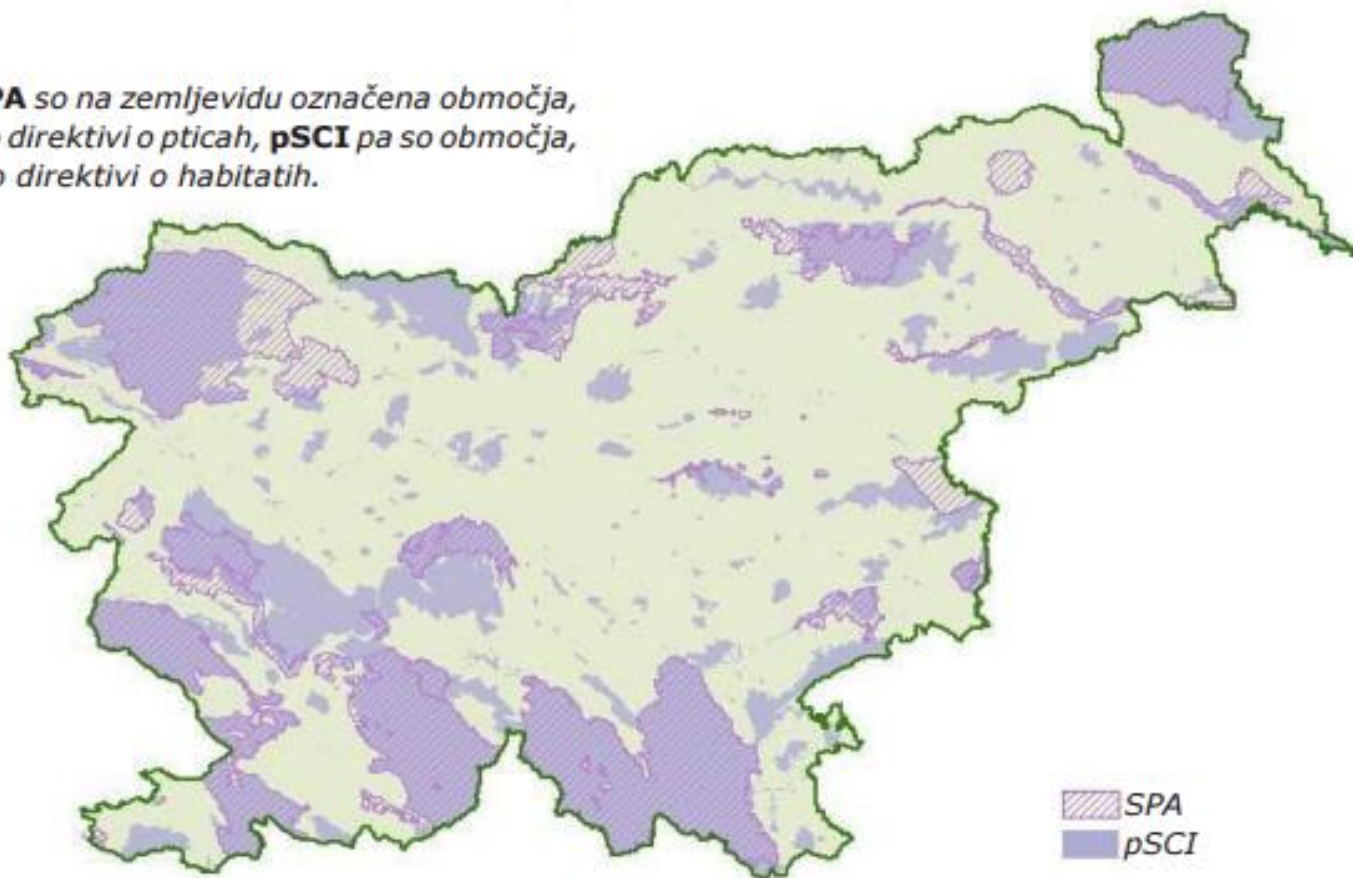 PA so na zemljevidu označena območja,
o direktivi o pticah, pSCI pa so območja,
o direktivi o habitatih.
SPA
pSCI